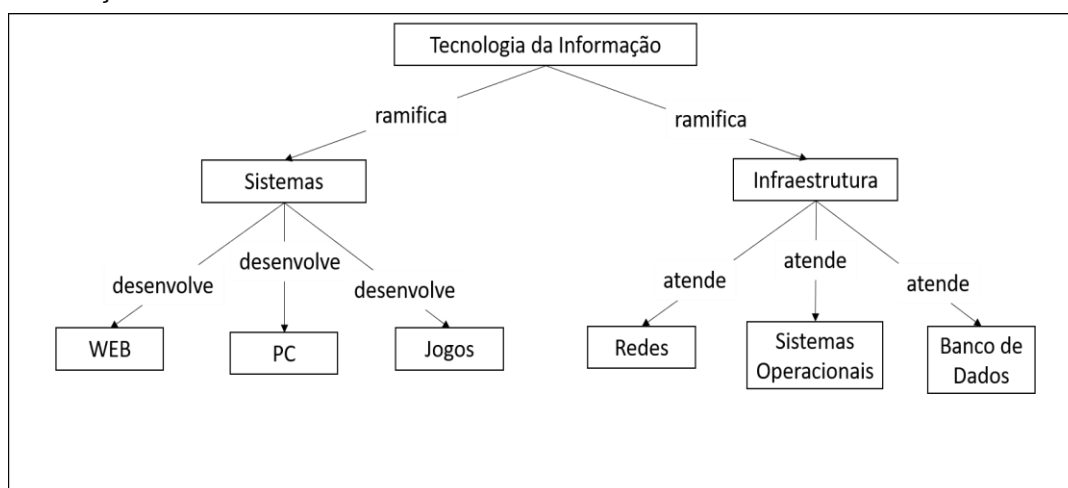 Tecnologia da Informação
ramifica
ramifica
Sistemas
Infraestrutura
desenvolve
desenvolve
desenvolve
atende
atende
atende
WEB
PC
Jogos
Redes
Sistemas
Operacionais
Banco de
Dados